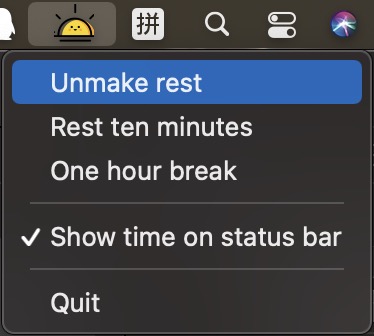 拼
Unmake rest
Rest ten minutes
One hour break
Show time on status bar
Quit